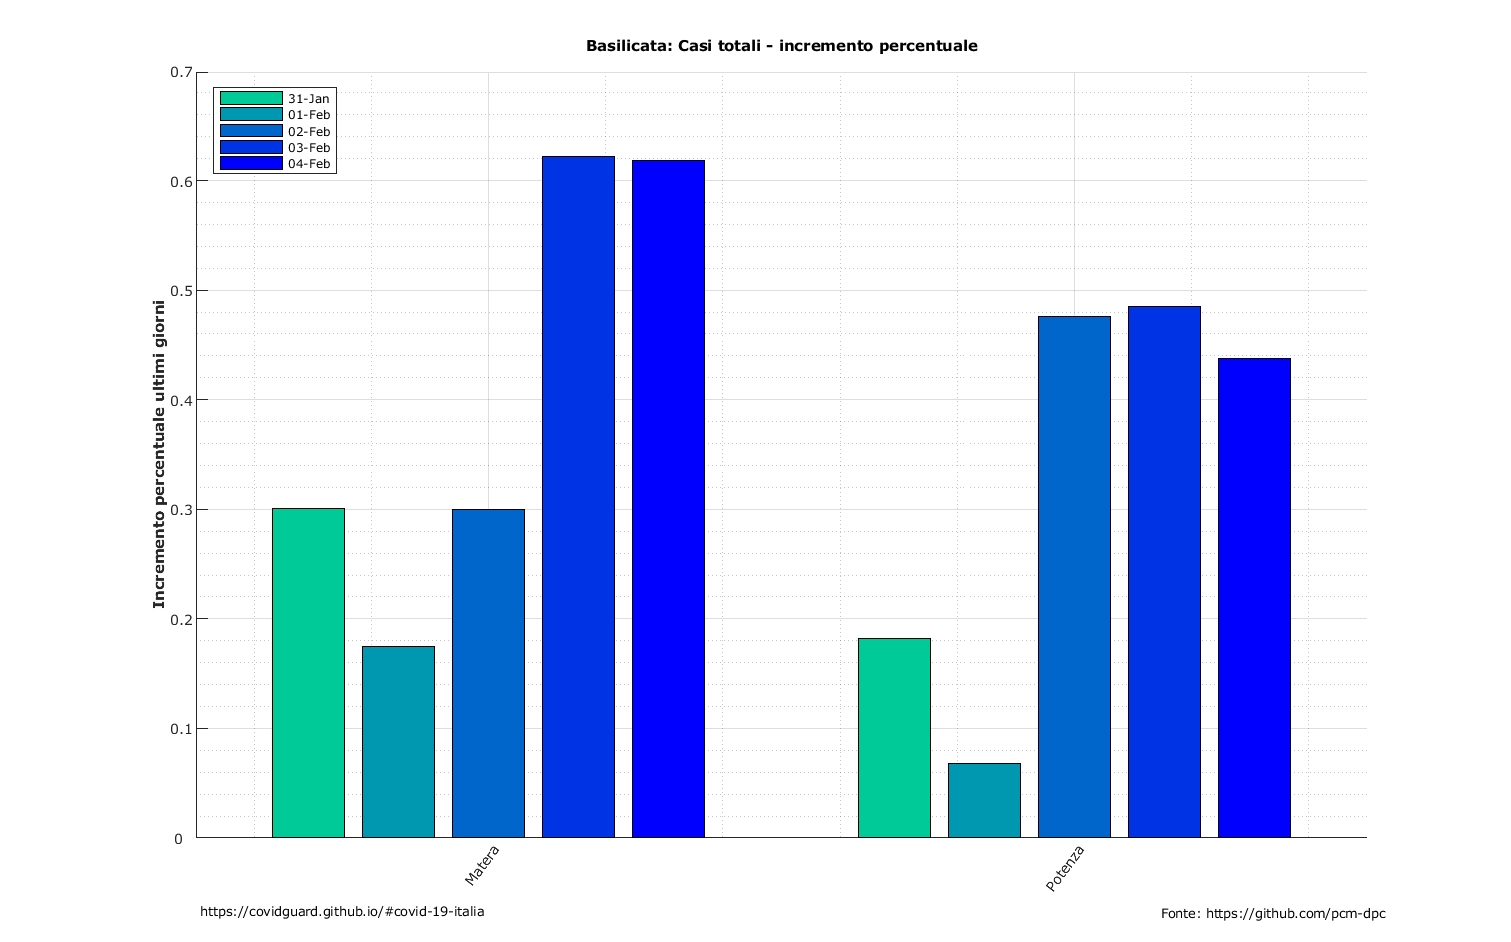 Basilicata: Casi totali - incremento percentuale
0.7
0.6
0.5
0.4
0.3
0.2
0.1
0
Incremento percentuale ultimi giorni
31-Jan
01-Feb
02-Feb
03-Feb
04-Feb
Matera
Potenza
https://covidguard.github.io/#covid-19-italia
Fonte: https://github.com/pcm-dpc